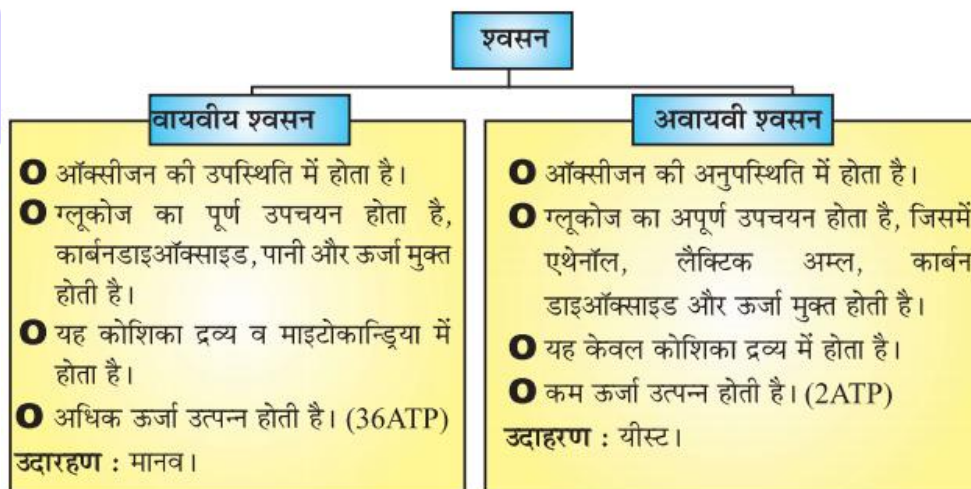 श्वसन
वायवीय श्वसन
O ऑक्सीजन की उपस्थिति में होता है।
O ग्लूकोज का पूर्ण उपचयन होता है,
कार्बनडाइऑक्साइड, पानी और ऊर्जा मुक्त
होती है।
O यह कोशिका द्रव्य व माइटोकान्ड्रिया में
होता है।
O अधिक ऊर्जा उत्पन्न होती है। (36ATP)
उदारहण : मानव।
अवायवी श्वसन
O ऑक्सीजन की अनुपस्थिति में होता है।
O ग्लूकोज का अपूर्ण उपचयन होता है, जिसमें
एथेनॉल, लैक्टिक अम्ल, कार्बन
डाइऑक्साइड और ऊर्जा मुक्त होती है।
O यह केवल कोशिका द्रव्य में होता है।
O कम ऊर्जा उत्पन्न होती है। (2ATP)
उदाहरण : यीस्ट।